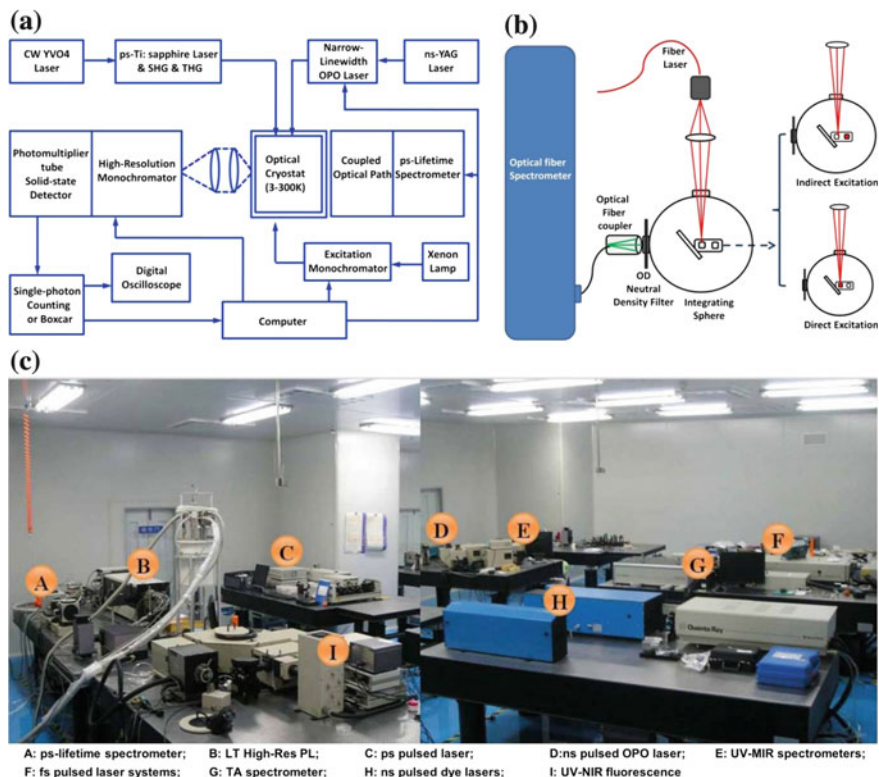 (a)
CW YVO4
Laser
ps-Ti: sapphire Laser
& SHG & THG
Narrow-
Linewidth
OPO Laser
ns-YAG
Laser
Photomultiplier
tube
Solid-state
Detector
High-Resolution
Monochromator
Optical
Cryostat
(3-300K)
Coupled
Optical Path
ps-Lifetime
Spectrometer
Excitation
Monochromator
Xenon
Lamp
Single-photon
Counting
or Boxcar
Digital
Oscilloscope
Computer
(b)
Optical fiber
Spectrometer
Fiber
Laser
Optical
Fiber
coupler
OD
Neutral
Density Filter
Integrating
Sphere
Indirect Excitation
Direct Excitation
(c)
A
B
C
I
D
E
F
G
H
Quanta-Ray
A: ps-lifetime spectrometer; B: LT High-Res PL; C: ps pulsed laser; D:ns pulsed OPO laser; E: UV-MIR spectrometers;
F: fs pulsed laser systems; G: TA spectrometer; H: ns pulsed dye lasers; I: UV-NIR fluorescence